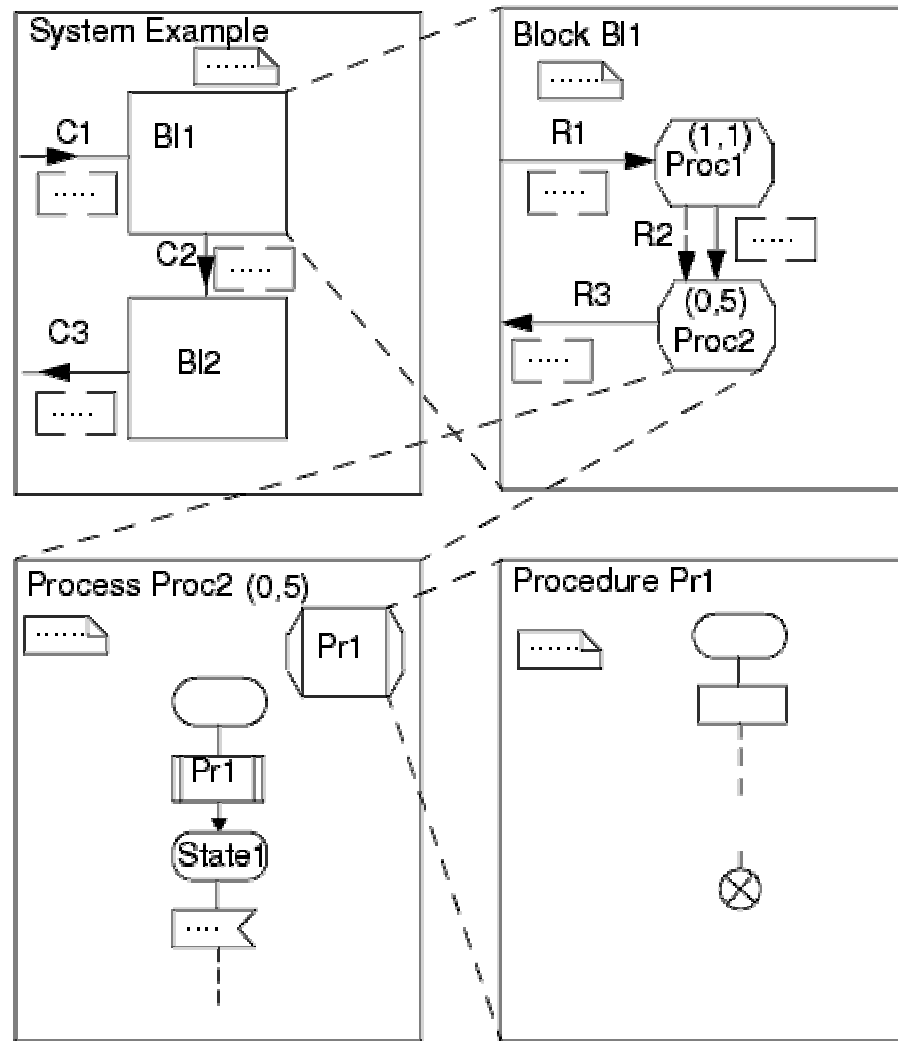 System Example
......
C1
Bl1
.....
C2
.....
C3
Bl2
.....
Block Bl1
......
R1
(1,1)
Proc1
.....
R2
.....
R3
(0,5)
Proc2
.....
Process Proc2 (0,5)
......
Pr1
Pr1
State1
....
Procedure Pr1
......